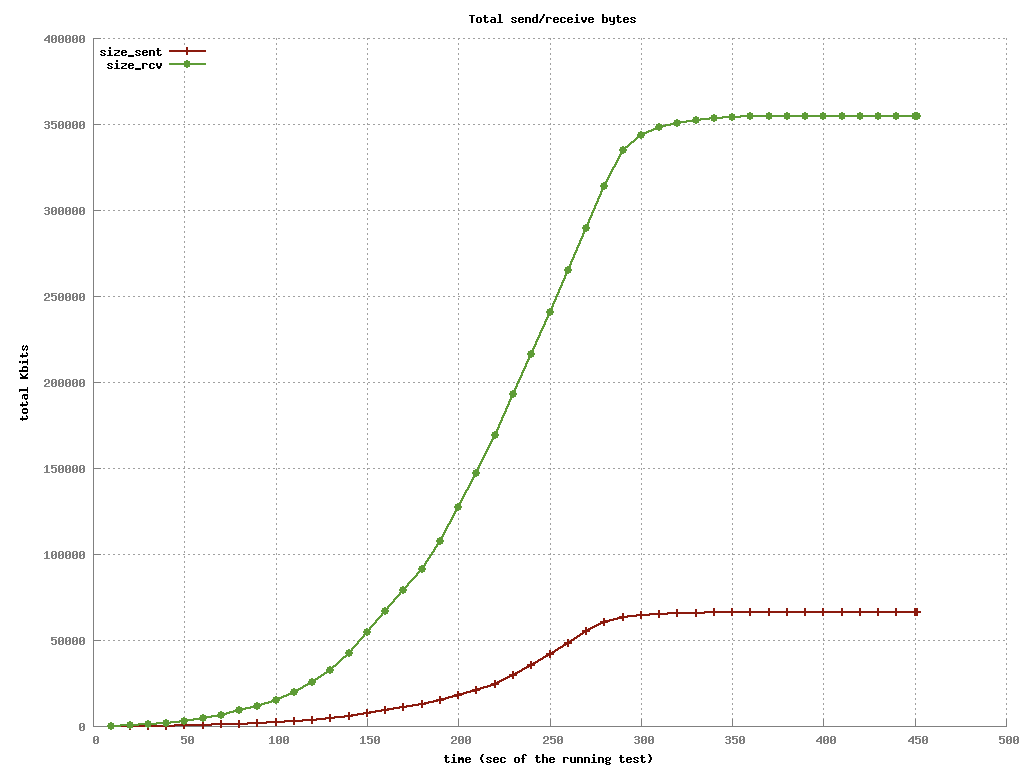 Total send/receive bytes
400000
size_sent
size_rcv
350000
300000
250000
200000
total Kbits
150000
100000
50000
0
0 50 100 150 200 250 300 350 400 450 500
time (sec of the running test)